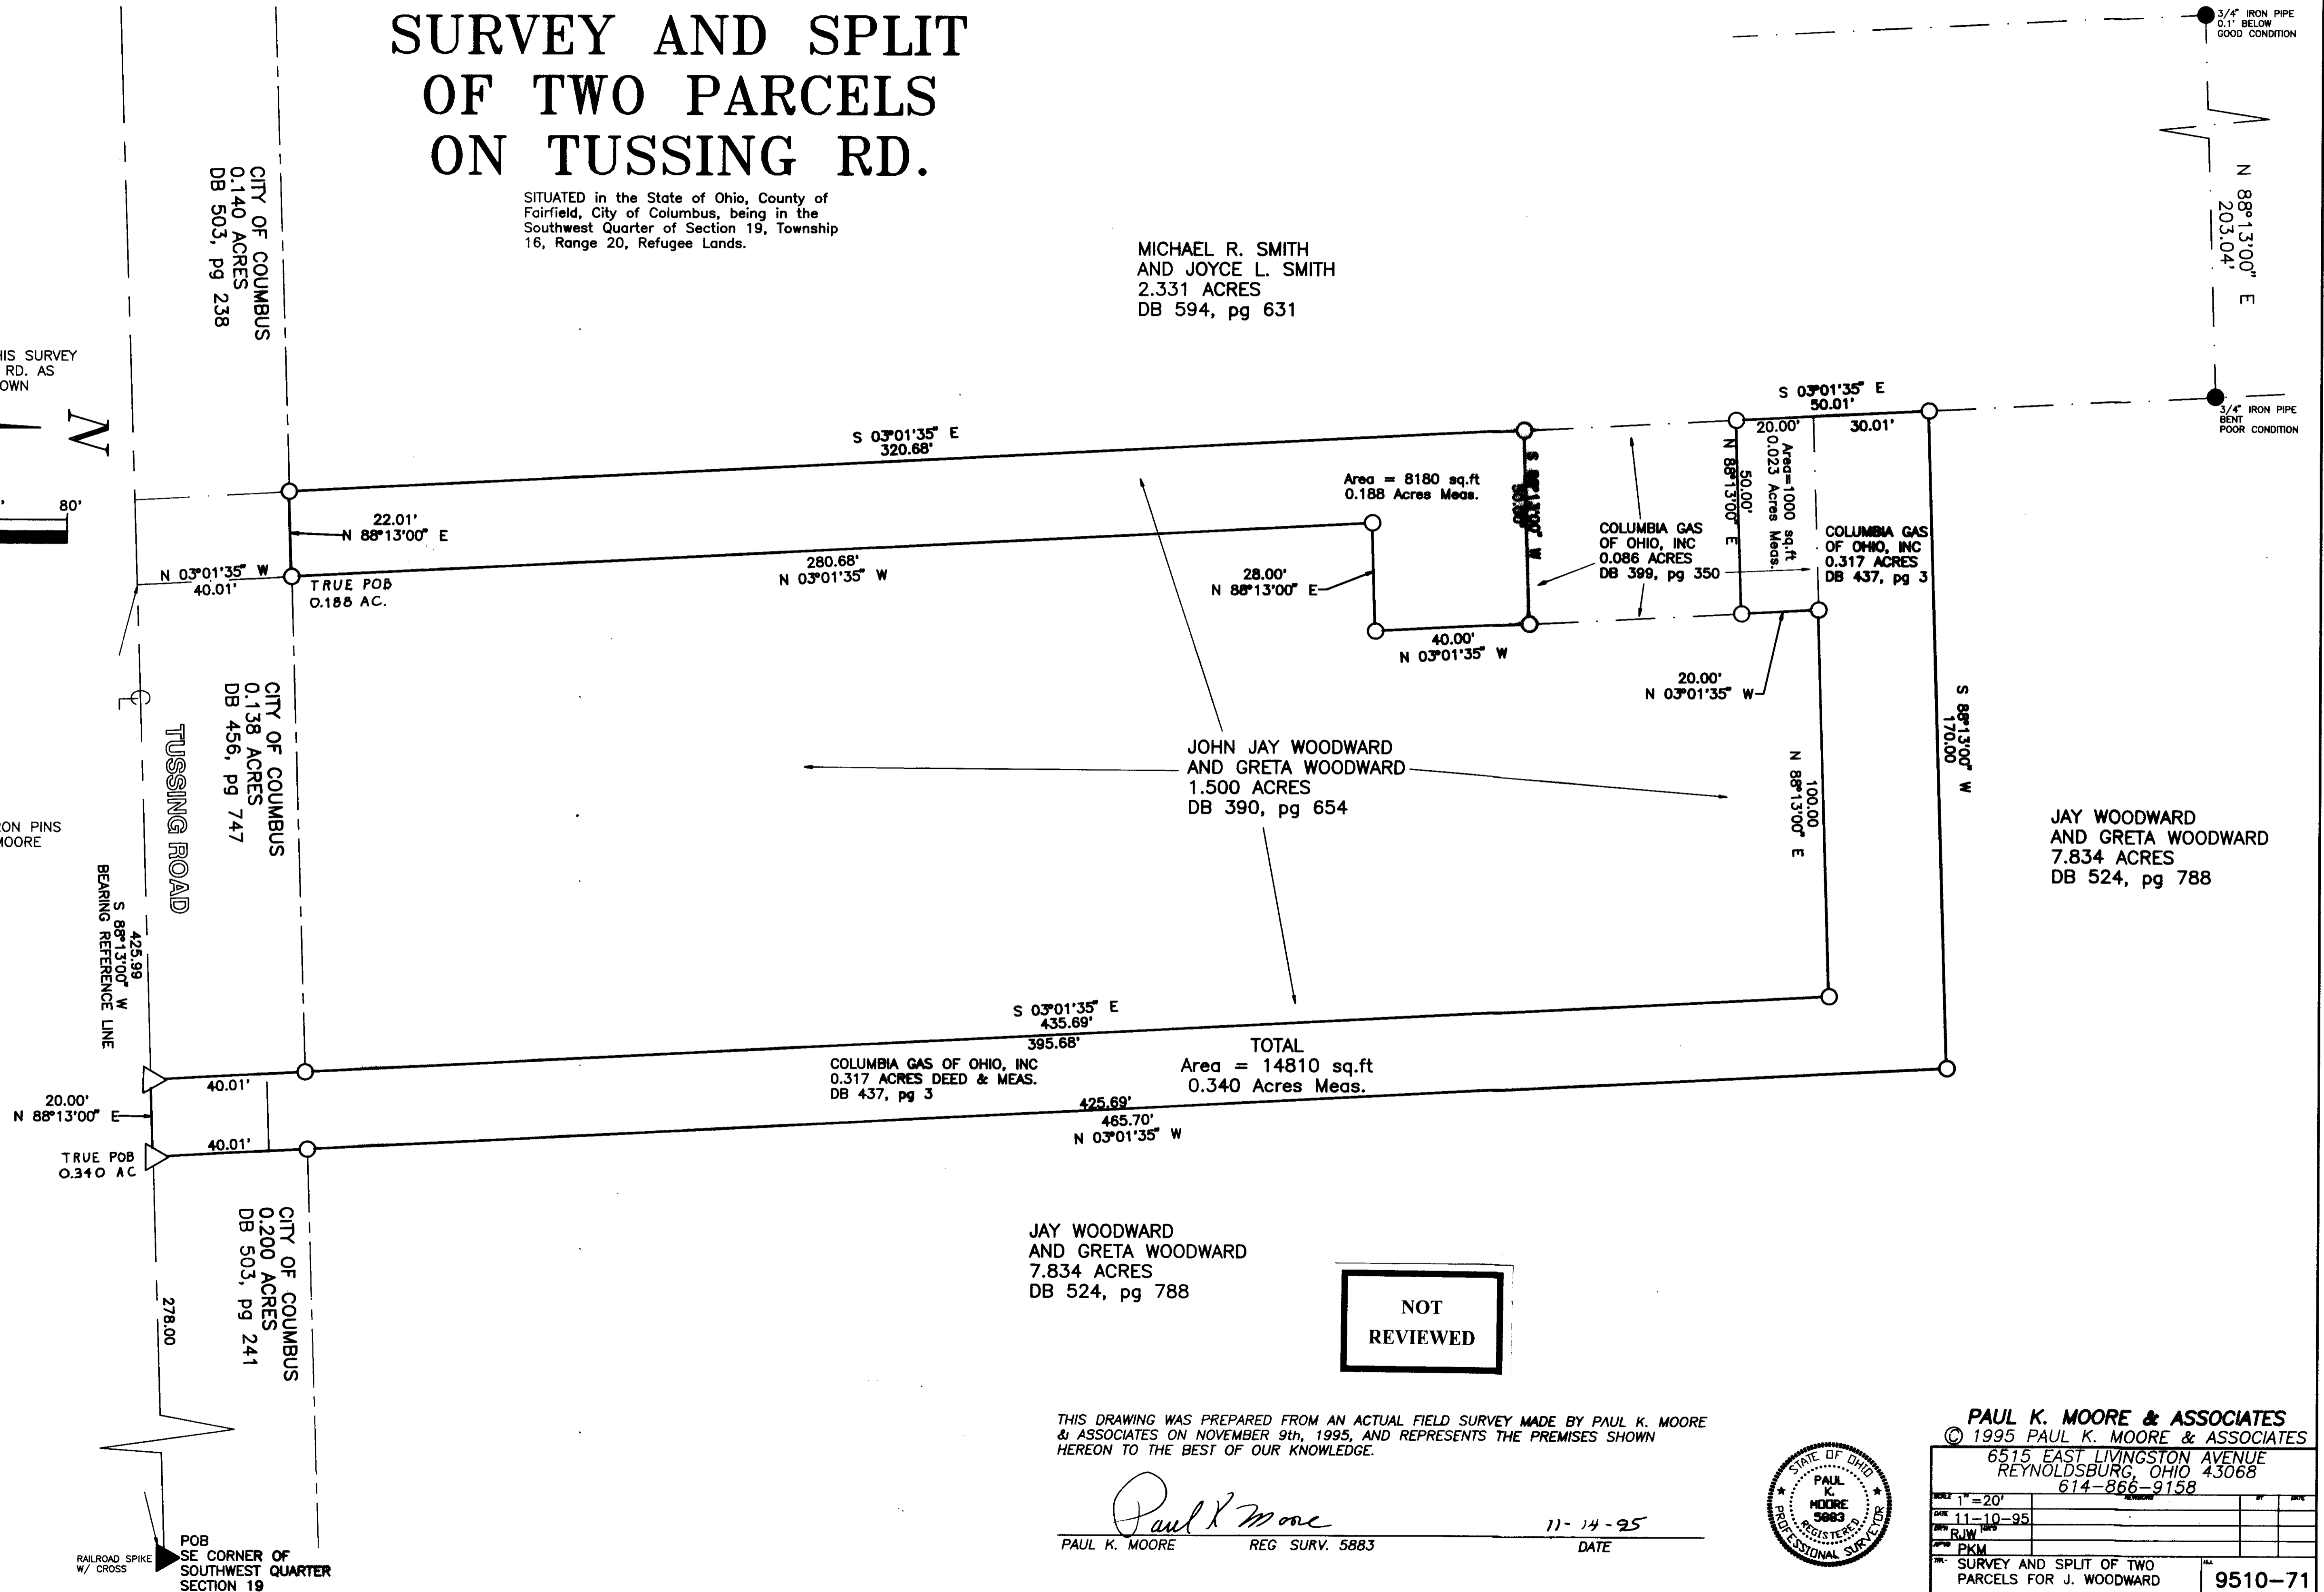 SURVEY AND SPLIT
OF TWO PARCELS
ON TUSSING RD.
SITUATED in the State of Ohio, County of
Fairfield, City of Columbus, being in the
Southwest Quarter of Section 19, Township
16, Range 20, Refugee Lands.
3/4" IRON PIPE
0.1' BELOW
GOOD CONDITION
N 88°13'00" E
203.04'
3/4" IRON PIPE
BENT
POOR CONDITION
CITY OF COUMBUS
0.140 ACRES
DB 503, pg 238
MICHAEL R. SMITH
AND JOYCE L. SMITH
2.331 ACRES
DB 594, pg 631
HIS SURVEY
RD. AS
OWN
N
80'
S 03°01'35" E
320.68'
22.01'
N 88°13'00" E
N 03°01'35" W
40.01'
TRUE POB
0.188 AC.
280.68'
N 03°01'35" W
Area = 8180 sq.ft
0.188 Acres Meas.
S 88°13'00" W
50.00'
28.00'
N 88°13'00" E
40.00'
N 03°01'35" W
COLUMBIA GAS
OF OHIO, INC
0.086 ACRES
DB 399, pg 350
S 03°01'35" E
50.01'
20.00'
30.01'
50.00'
N 88°13'00" E
Area=1000 sq.ft
0.023 Acres Meas.
COLUMBIA GAS
OF OHIO, INC
0.317 ACRES
DB 437, pg 3
20.00'
N 03°01'35" W
CITY OF COUMBUS
0.138 ACRES
DB 456, pg 747
TUSSING ROAD
JOHN JAY WOODWARD
AND GRETA WOODWARD
1.500 ACRES
DB 390, pg 654
100.00
N 88°13'00" E
S 88°13'00" W
170.00
JAY WOODWARD
AND GRETA WOODWARD
7.834 ACRES
DB 524, pg 788
RON PINS
MOORE
425.99
S 88°13'00" W
BEARING REFERENCE LINE
S 03°01'35" E
435.69'
395.68'
TOTAL
Area = 14810 sq.ft
0.340 Acres Meas.
COLUMBIA GAS OF OHIO, INC
0.317 ACRES DEED & MEAS.
DB 437, pg 3
425.69'
465.70'
N 03°01'35" W
40.01'
20.00'
N 88°13'00" E
40.01'
TRUE POB
0.340 AC
CITY OF COUMBUS
0.200 ACRES
DB 503, pg 241
278.00
JAY WOODWARD
AND GRETA WOODWARD
7.834 ACRES
DB 524, pg 788
NOT
REVIEWED
THIS DRAWING WAS PREPARED FROM AN ACTUAL FIELD SURVEY MADE BY PAUL K. MOORE
& ASSOCIATES ON NOVEMBER 9th, 1995, AND REPRESENTS THE PREMISES SHOWN
HEREON TO THE BEST OF OUR KNOWLEDGE.
Paul K Moore 11-14-95
PAUL K. MOORE REG SURV. 5883 DATE
STATE OF OHIO
PAUL
K.
MOORE
5883
REGISTERED
PROFESSIONAL SURVEYOR
POB
SE CORNER OF
SOUTHWEST QUARTER
SECTION 19
RAILROAD SPIKE
W/ CROSS
PAUL K. MOORE & ASSOCIATES
© 1995 PAUL K. MOORE & ASSOCIATES
6515 EAST LIVINGSTON AVENUE
REYNOLDSBURG, OHIO 43068
614-866-9158
SCALE 1"=20' REVISIONS BY DATE
DATE 11-10-95
RJW
PKM
SURVEY AND SPLIT OF TWO
PARCELS FOR J. WOODWARD
9510-71